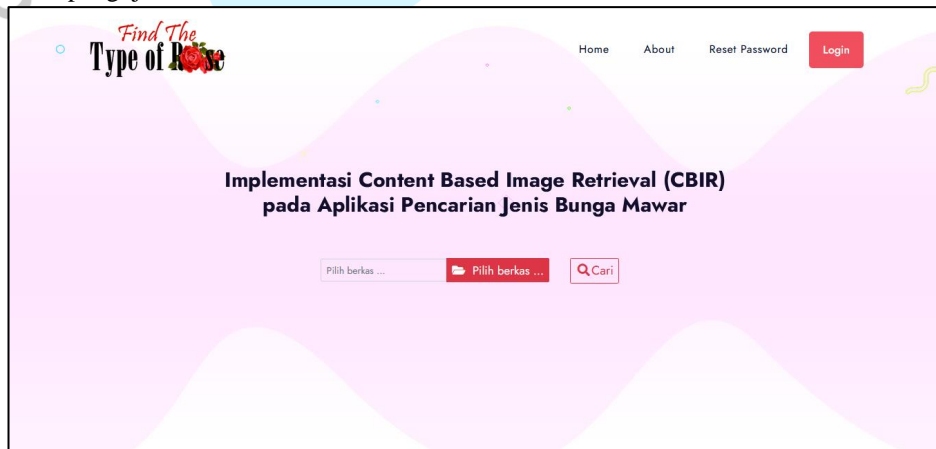 Find The
Type of Rose
Home About Reset Password Login
Implementasi Content Based Image Retrieval (CBIR)
pada Aplikasi Pencarian Jenis Bunga Mawar
Pilih berkas ... Pilih berkas ... Cari